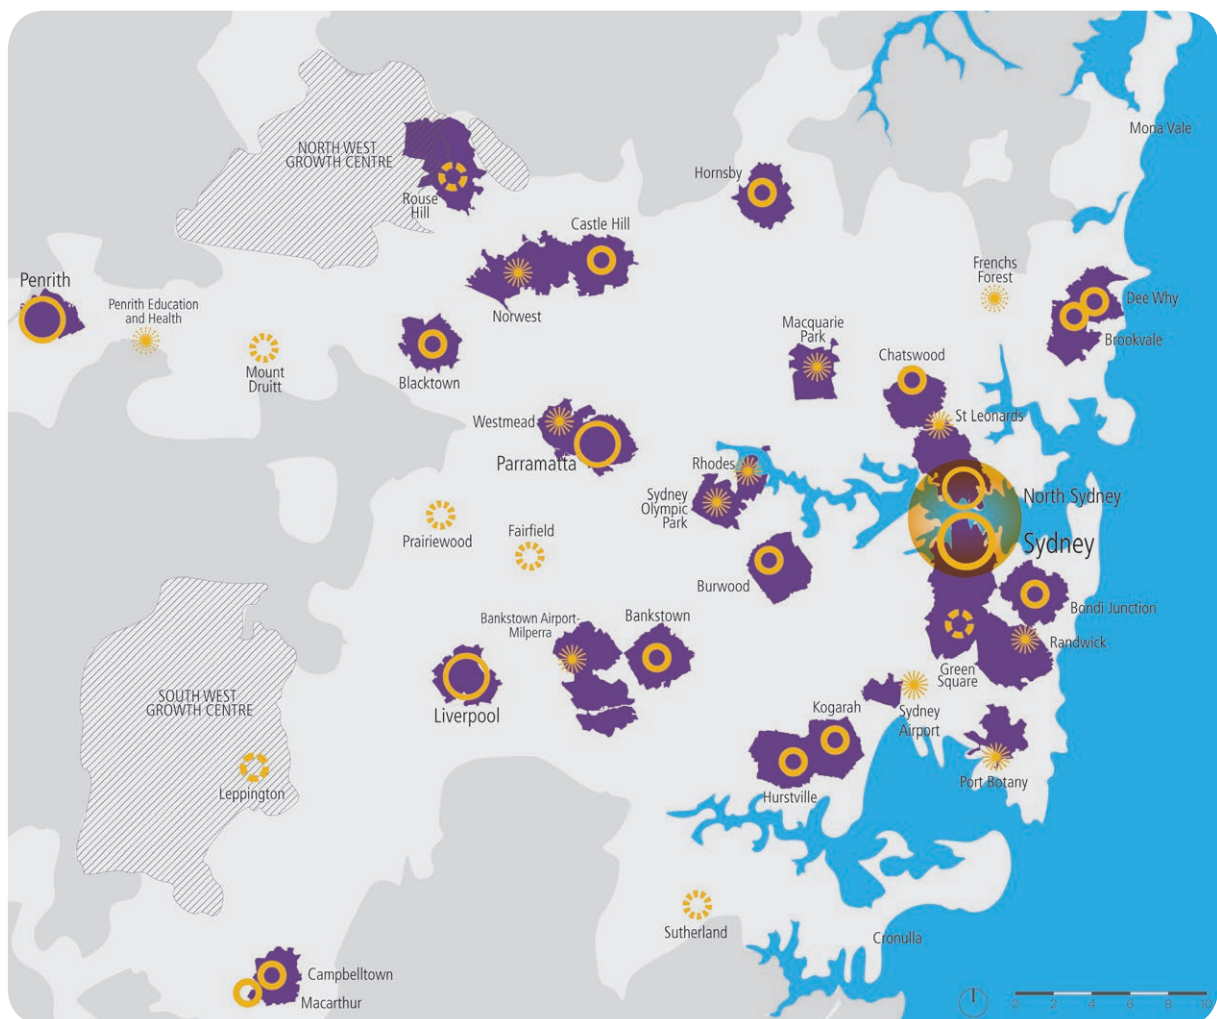 Mona Vale
NORTH WEST
GROWTH CENTRE
Rouse
Hill
Hornsby
Castle Hill
Norwest
Penrith
Penrith Education
and Health
Mount
Druitt
Blacktown
Frenchs
Forest
Dee Why
Brookvale
Macquarie
Park
Chatswood
St Leonards
Westmead
Parramatta
Rhodes
Sydney
Olympic
Park
North Sydney
Sydney
Prairiewood
Fairfield
Burwood
Bondi Junction
Randwick
Green
Square
Bankstown Airport-
Milperra
Bankstown
Liverpool
SOUTH WEST
GROWTH CENTRE
Leppington
Kogarah
Hurstville
Sydney
Airport
Port Botany
Sutherland
Cronulla
Campbelltown
Macarthur
0 2 4 6 8 10